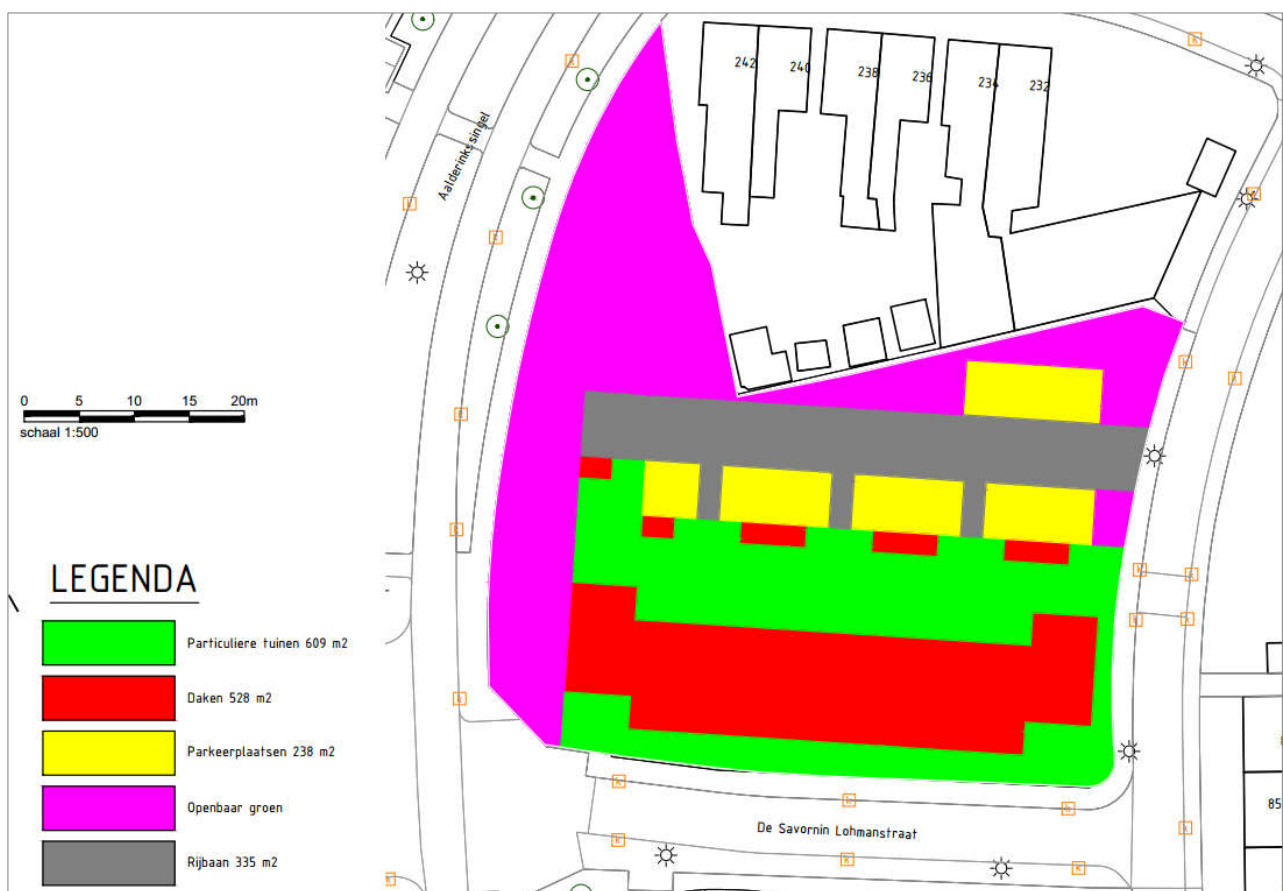 242
240
238
236
234
232
Aalderinkssingel
0 5 10 15 20m
schaal 1:500
LEGENDA
Particuliere tuinen 609 m2
Daken 528 m2
Parkeerplaatsen 238 m2
Openbaar groen
Rijbaan 335 m2
De Savornin Lohmanstraat
85